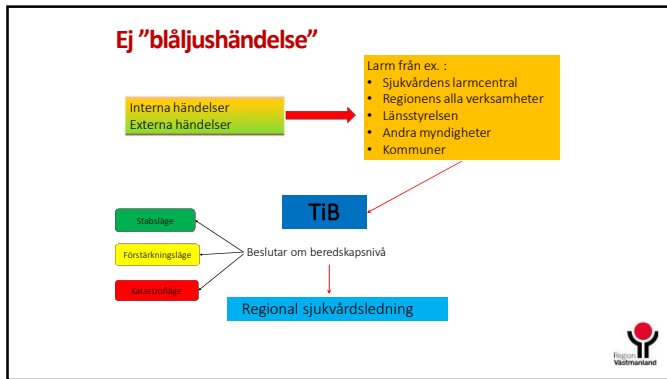 Ej ”blåljushändelse”
Interna händelser
Externa händelser
Larm från ex. :
• Sjukvårdens larmcentral
• Regionens alla verksamheter
• Länsstyrelsen
• Andra myndigheter
• Kommuner
TiB
Stabsläge
Förstärkningsläge
Katastrofläge
Beslutar om beredskapsnivå
Regional sjukvårdsledning
Region
Västmanland